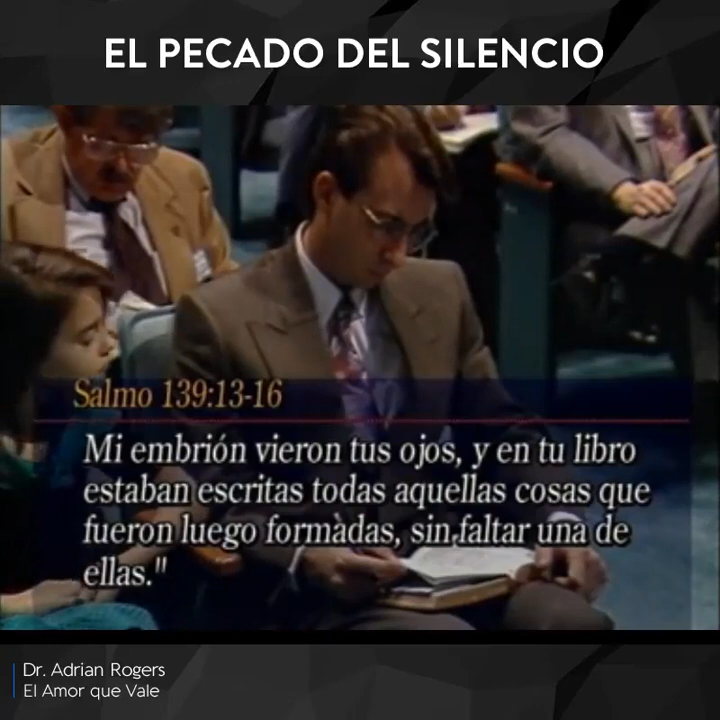 EL PECADO DEL SILENCIO
Salmo 139:13-16
Mi embrión vieron tus ojos, y en tu libro
estaban escritas todas aquellas cosas que
fueron luego formadas, sin faltar una de
ellas."
Dr. Adrian Rogers
El Amor que Vale